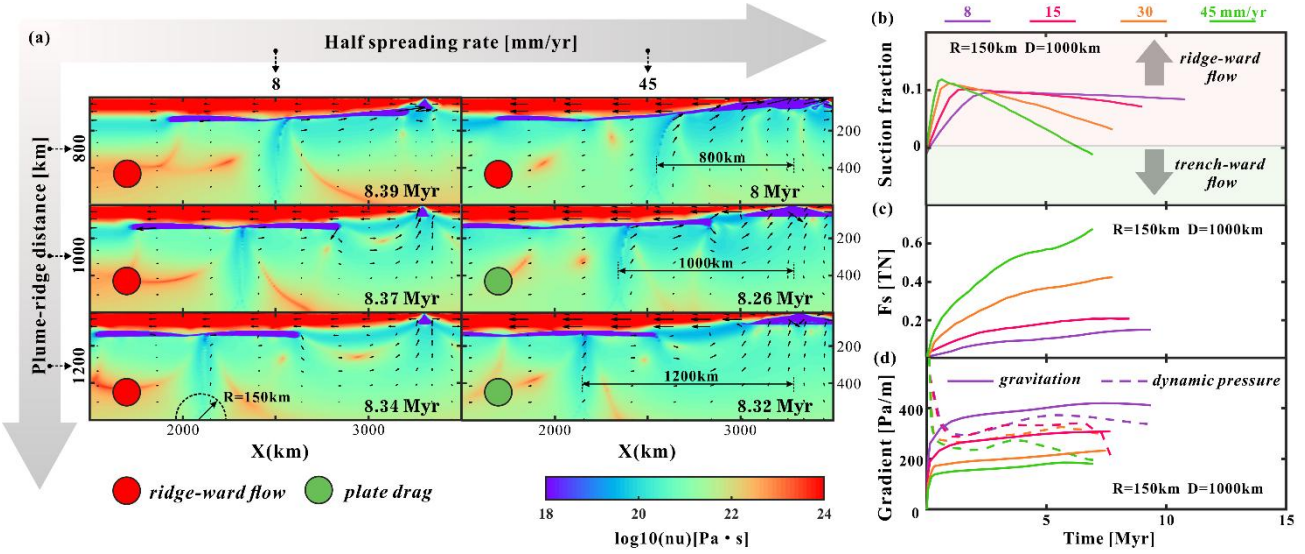 (a)
Half spreading rate [mm/yr]
8
45
Plume-ridge distance [km]
800
1000
1200
8.39 Myr
800km
8 Myr
200
400
8.37 Myr
1000km
8.26 Myr
200
400
R=150km
8.34 Myr
1200km
8.32 Myr
200
400
2000
3000
2000
3000
X(km)
X(km)
ridge-ward flow
plate drag
18
20
22
24
log10(nu)[Pa · s]
(b)
8
15
30
45 mm/yr
R=150km D=1000km
ridge-ward
flow
trench-ward
flow
Suction fraction
0.1
0
(c)
R=150km D=1000km
Fs [TN]
0.6
0.4
0.2
(d)
gravitation
dynamic pressure
Gradient [Pa/m]
400
200
0
R=150km D=1000km
5
10
15
Time [Myr]